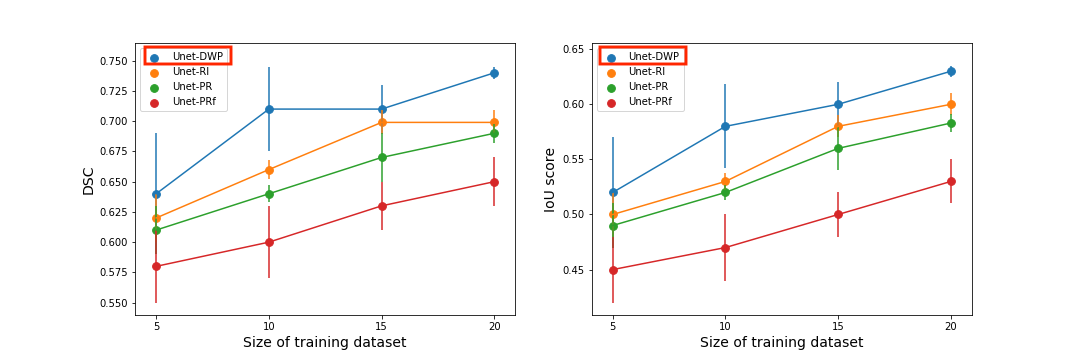 0.750
0.725
0.700
0.675
0.650
0.625
0.600
0.575
0.550
DSC
Unet-DWP
Unet-RI
Unet-PR
Unet-PRf
5 10 15 20
Size of training dataset
0.65
0.60
0.55
0.50
0.45
IoU score
Unet-DWP
Unet-RI
Unet-PR
Unet-PRf
5 10 15 20
Size of training dataset